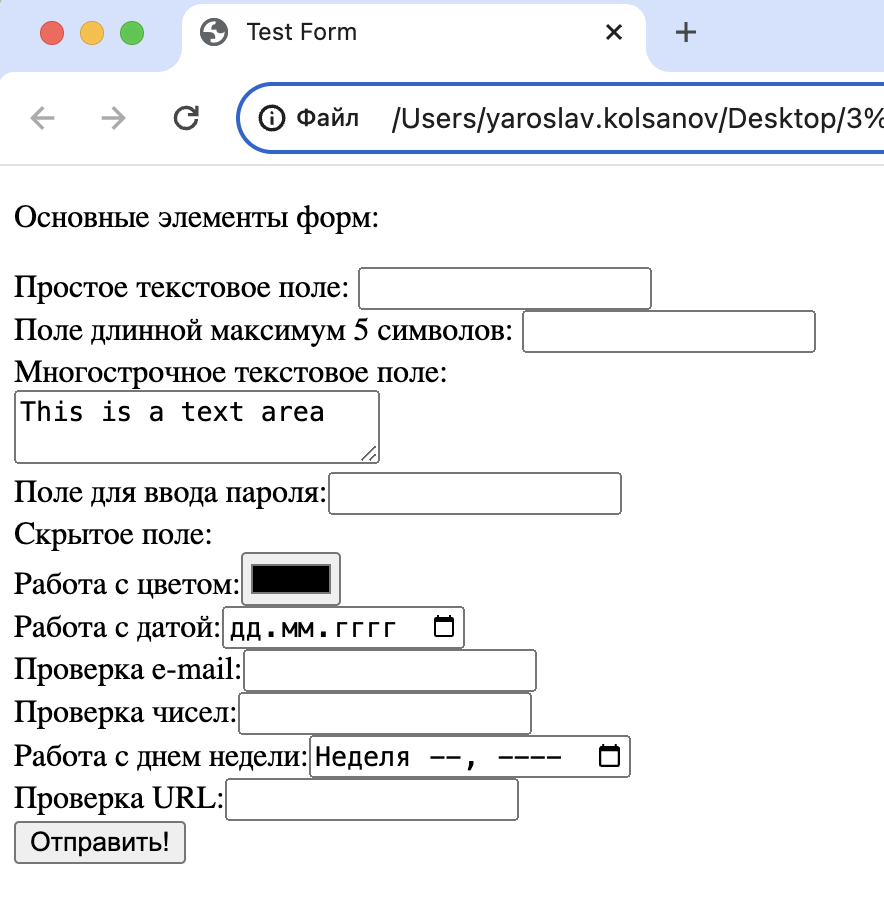 Test Form
Файл /Users/yaroslav.kolsanov/Desktop/3%
Основные элементы форм:
Простое текстовое поле:
Поле длинной максимум 5 символов:
Многострочное текстовое поле:
This is a text area
Поле для ввода пароля:
Скрытое поле:
Работа с цветом:
Работа с датой: дд.мм.гггг
Проверка e-mail:
Проверка чисел:
Работа с днем недели: Неделя --, ----
Проверка URL:
Отправить!